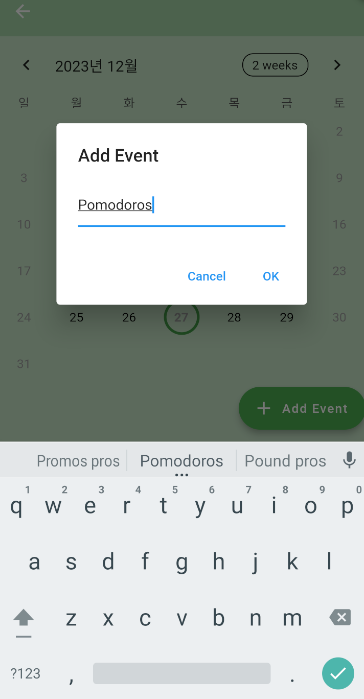 2023년 12월
2 weeks
일 월 화 수 목 금 토
2
Add Event
3 9
Pomodoros
10 16
17 23
Cancel OK
24 25 26 27 28 29 30
31
+ Add Event
Promos pros Pomodoros Pound pros
1 2 3 4 5 6 7 8 9 0
q w e r t y u i o p
a s d f g h j k l
z x c v b n m
?123 , .